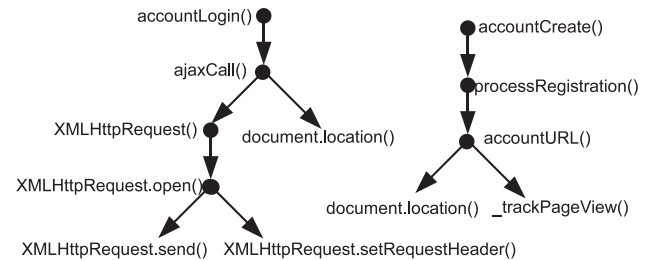 accountLogin()
accountCreate()
ajaxCall()
processRegistration()
XMLHttpRequest()
document.location()
accountURL()
XMLHttpRequest.open()
document.location()
_trackPageView()
XMLHttpRequest.send()
XMLHttpRequest.setRequestHeader()